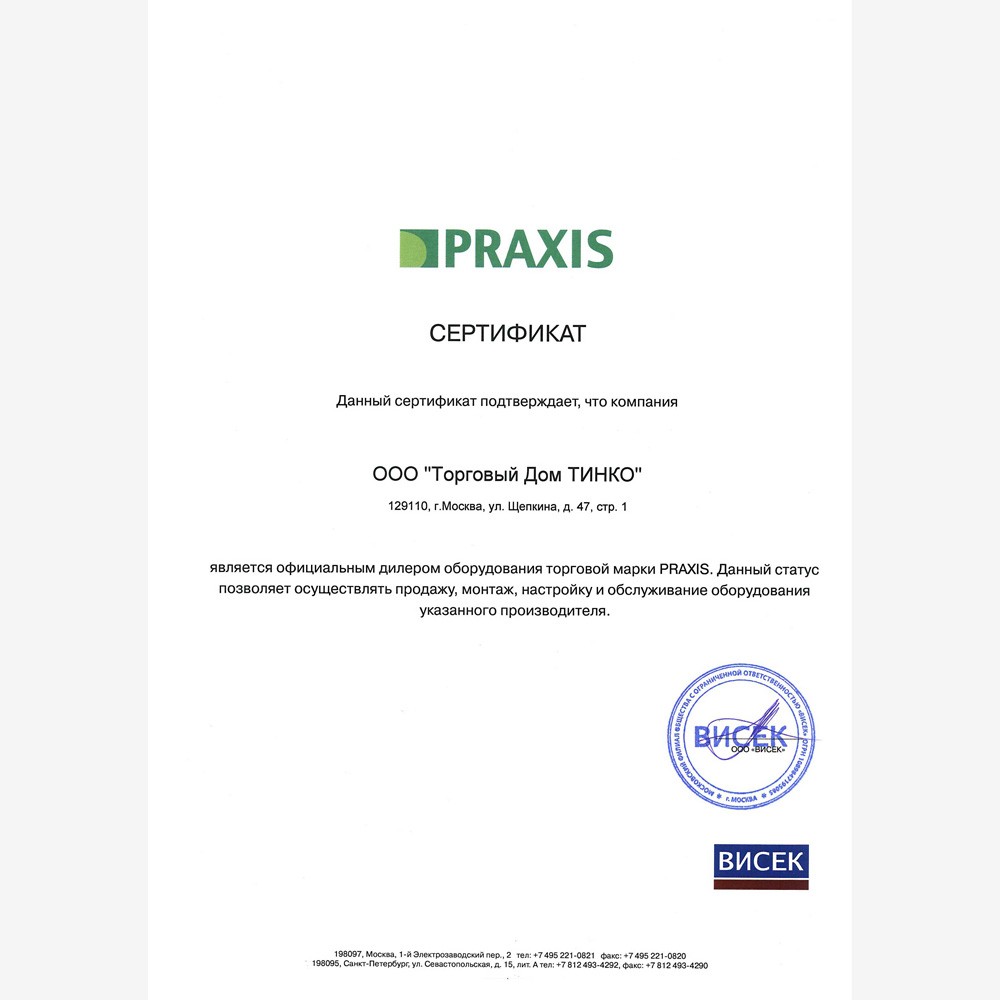 PRAXIS
СЕРТИФИКАТ
Данный сертификат подтверждает, что компания
ООО "Торговый Дом ТИНКО"
129110, г.Москва, ул. Щепкина, д. 47, стр. 1
является официальным дилером оборудования торговой марки PRAXIS. Данный статус
позволяет осуществлять продажу, монтаж, настройку и обслуживание оборудования
указанного производителя.
МОСКОВСКИЙ ФИЛИАЛ ОБЩЕСТВА С ОГРАНИЧЕННОЙ ОТВЕТСТВЕННОСТЬЮ «ВИСЕК» ОГРН
* г. МОСКВА *
ВИСЕК
ООО «ВИСЕК»
ВИСЕК
198097, Москва, 1-й Электрозаводский пер., 2 тел: +7 495 221-0821 факс: +7 495 221-0820
198095, Санкт-Петербург, ул. Севастопольская, д. 15, лит. А тел: +7 812 493-4292, факс: +7 812 493-4290